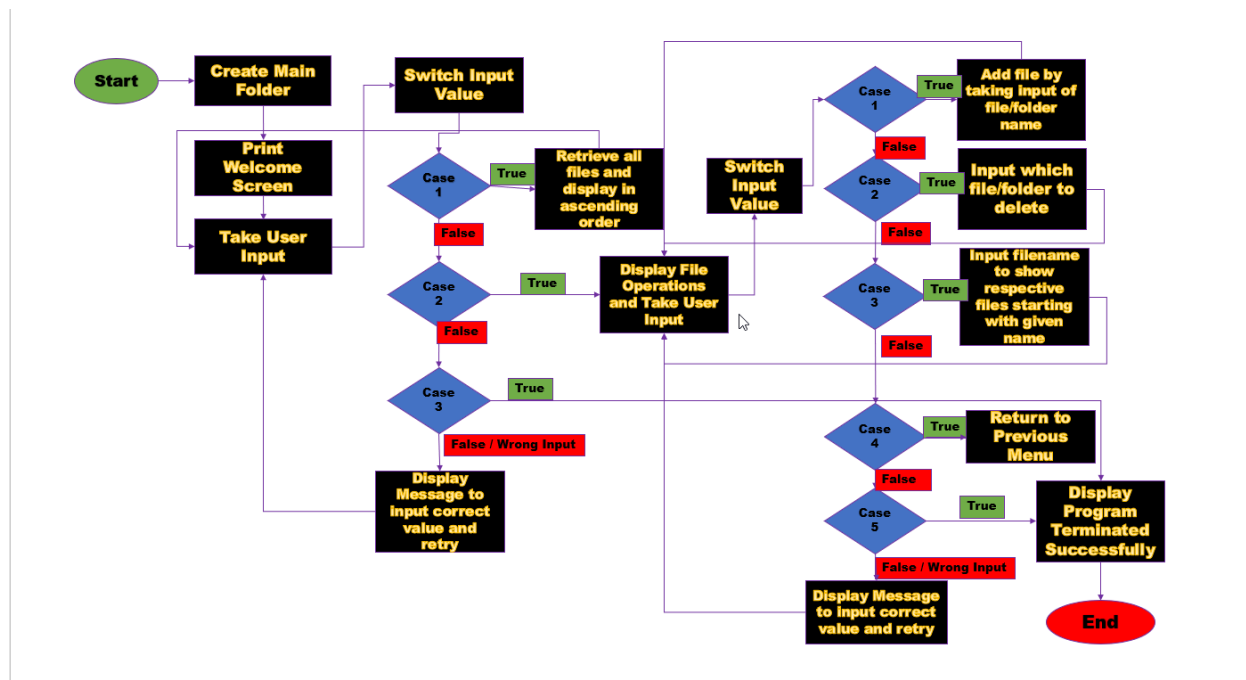 Start
Create Main
Folder
Print
Welcome
Screen
Take User
Input
Switch Input
Value
Case
1
True
Retrieve all
files and
display in
ascending
order
False
Case
2
True
False
Case
3
True
False / Wrong Input
Display
Message to
input correct
value and
retry
Display File
Operations
and Take User
Input
Switch
Input
Value
Case
1
True
Add file by
taking input of
file/folder
name
False
Case
2
True
Input which
file/folder to
delete
False
Case
3
True
Input filename
to show
respective
files starting
with given
name
False
Case
4
True
Return to
Previous
Menu
False
Case
5
True
Display
Program
Terminated
Successfully
False / Wrong Input
Display Message
to input correct
value and retry
End